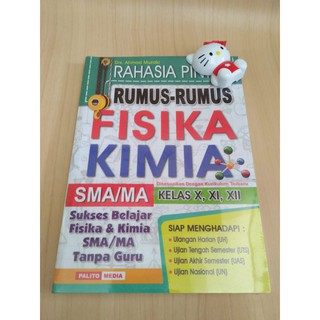 RAHASIA PIN
RUMUS-RUMUS
FISIKA
KIMIA
SMA/MA
KELAS X, XI, XII
Sukses Belajar
Fisika & Kimia
SMA/MA
Tanpa Guru
SIAP MENGHADAPI :
Ulangan Harian (UH)
Ujian Tengah Semester (UTS)
Ujian Akhir Semester (UAS)
Ujian Nasional (UN)
PALITO MEDIA